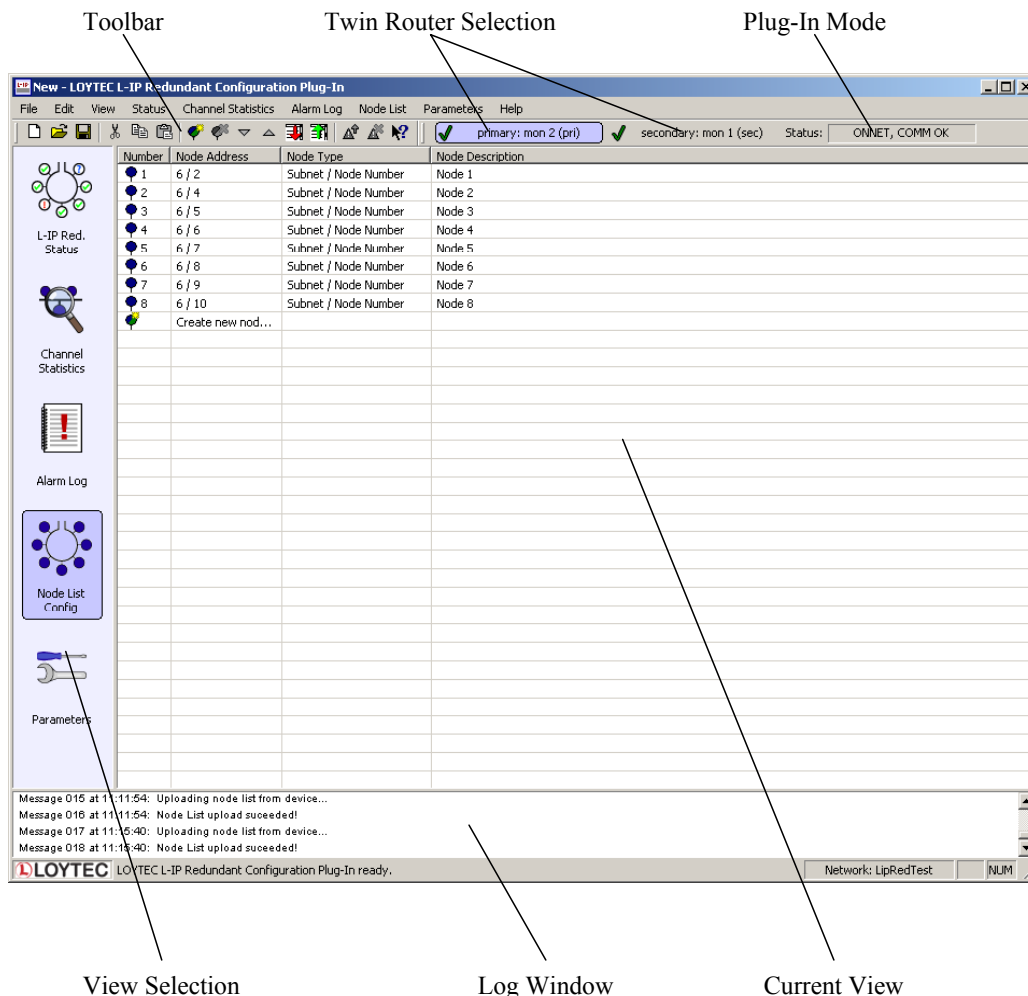 Toolbar Twin Router Selection Plug-In Mode
New - LOYTEC L-IP Redundant Configuration Plug-In
File Edit View Status Channel Statistics Alarm Log Node List Parameters Help
primary: mon 2 (pri) secondary: mon 1 (sec) Status: ONNET, COMM OK
Number Node Address Node Type Node Description
1 6 / 2 Subnet / Node Number Node 1
2 6 / 4 Subnet / Node Number Node 2
3 6 / 5 Subnet / Node Number Node 3
4 6 / 6 Subnet / Node Number Node 4
5 6 / 7 Subnet / Node Number Node 5
6 6 / 8 Subnet / Node Number Node 6
7 6 / 9 Subnet / Node Number Node 7
8 6 / 10 Subnet / Node Number Node 8
Create new nod...
L-IP Red.
Status
Channel
Statistics
Alarm Log
Node List
Config
Parameters
Message 015 at 11:11:54: Uploading node list from device...
Message 016 at 11:11:54: Node List upload suceeded!
Message 017 at 11:15:40: Uploading node list from device...
Message 018 at 11:15:40: Node List upload suceeded!
LOYTEC LOYTEC L-IP Redundant Configuration Plug-In ready. Network: LipRedTest NUM
View Selection Log Window Current View